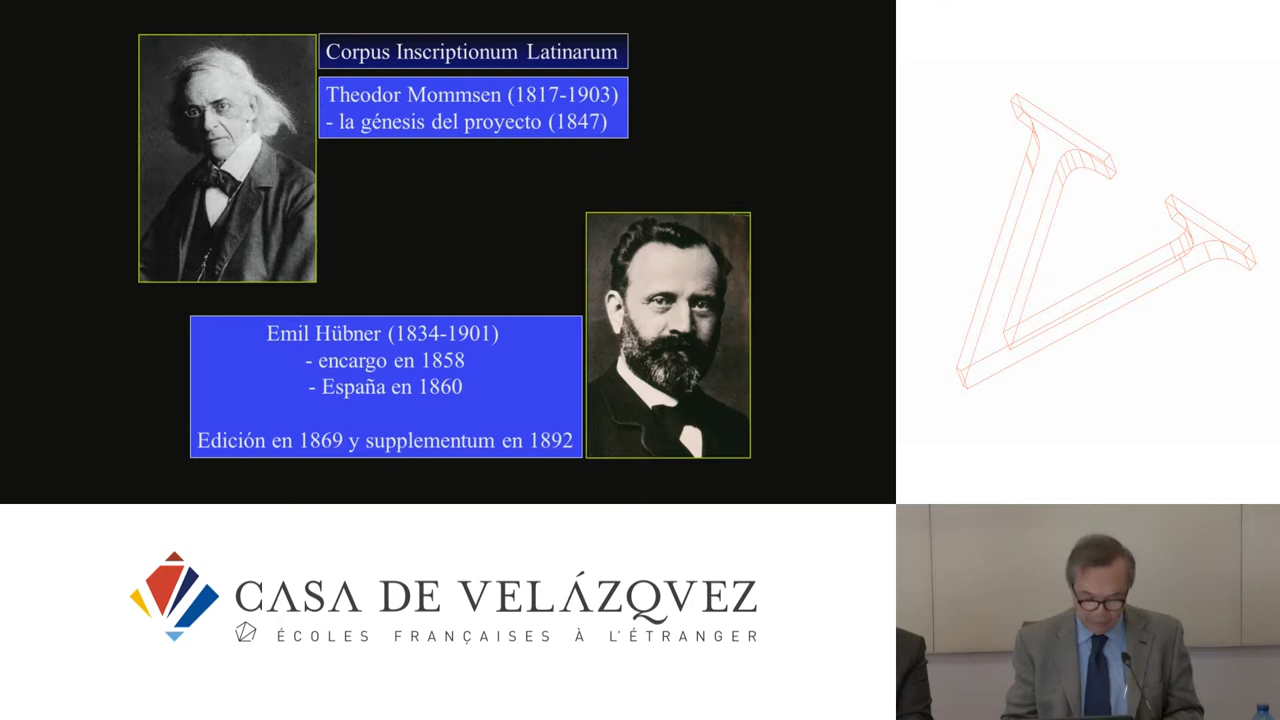 Corpus Inscriptionum Latinarum
Theodor Mommsen (1817-1903)
- la génesis del proyecto (1847)
Emil Hübner (1834-1901)
- encargo en 1858
- España en 1860
Edición en 1869 y supplementum en 1892
CASA DE VELÁZQVEZ
ÉCOLES FRANÇAISES À L'ÉTRANGER